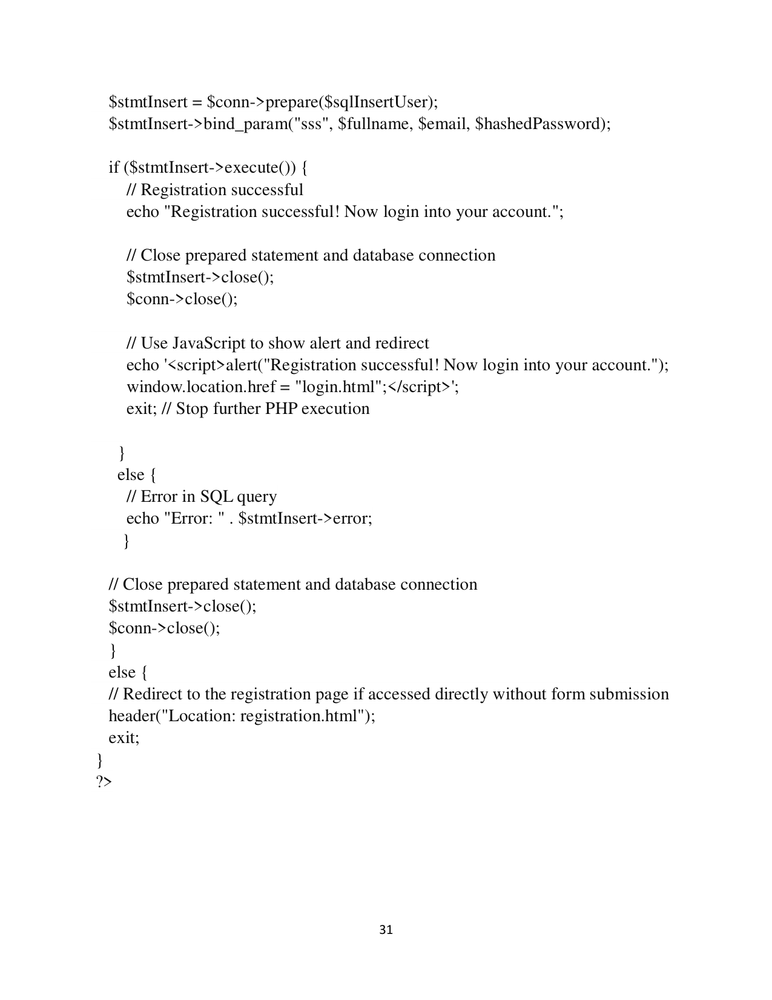 $stmtInsert = $conn->prepare($sqlInsertUser);
$stmtInsert->bind_param("sss", $fullname, $email, $hashedPassword);
if ($stmtInsert->execute()) {
// Registration successful
echo "Registration successful! Now login into your account.";
// Close prepared statement and database connection
$stmtInsert->close();
$conn->close();
// Use JavaScript to show alert and redirect
echo '<script>alert("Registration successful! Now login into your account.");
window.location.href = "login.html";</script>';
exit; // Stop further PHP execution
}
else {
// Error in SQL query
echo "Error: " . $stmtInsert->error;
}
// Close prepared statement and database connection
$stmtInsert->close();
$conn->close();
}
else {
// Redirect to the registration page if accessed directly without form submission
header("Location: registration.html");
exit;
}
?>
31